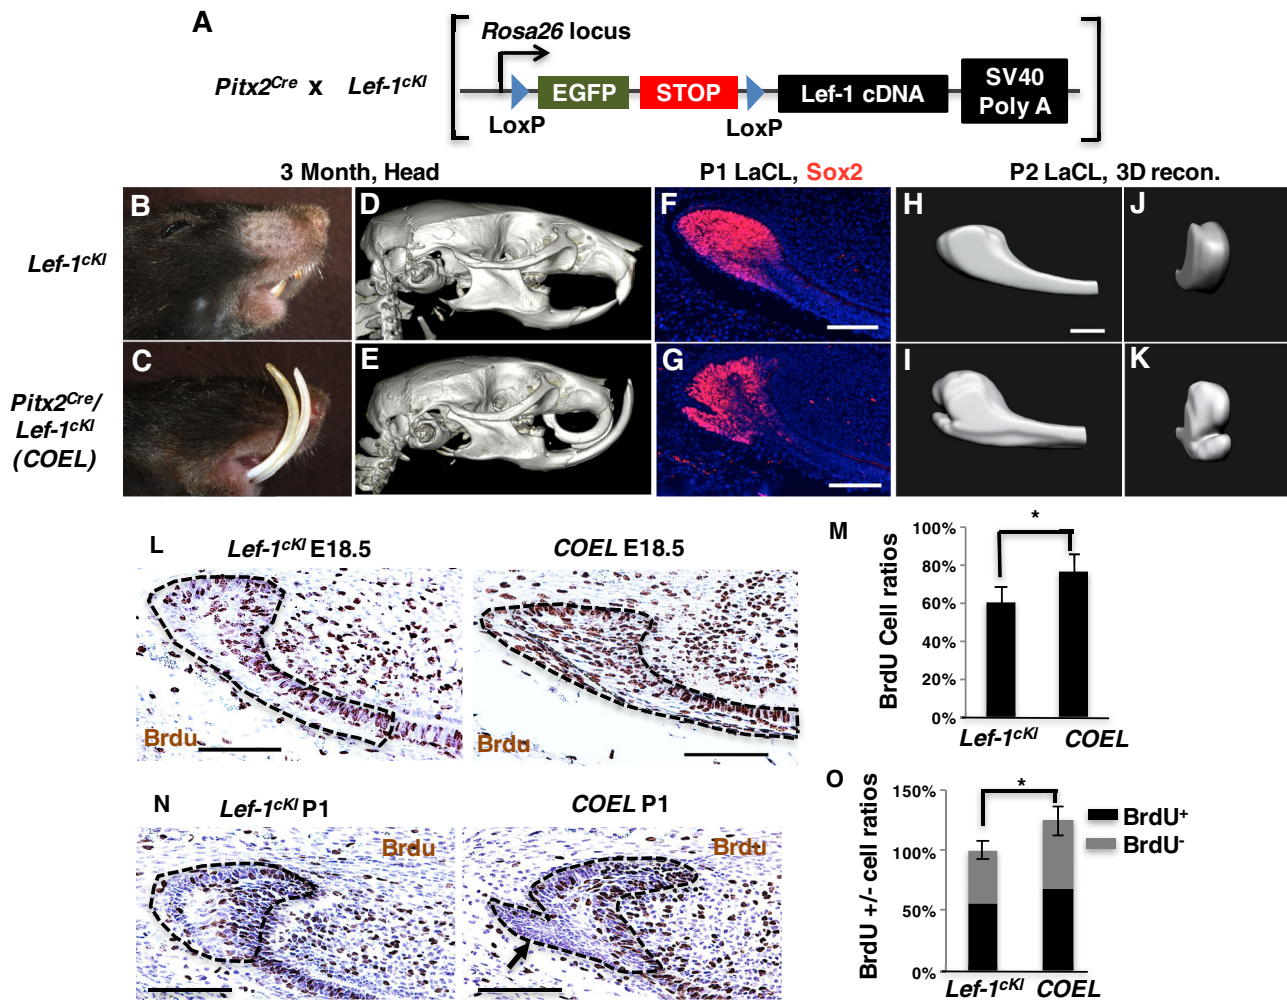 A
Rosa26 locus
Pitx2Cre x Lef-1cKI
EGFP
STOP
Lef-1 cDNA
SV40
Poly A
LoxP
LoxP
3 Month, Head
P1 LaCL, Sox2
P2 LaCL, 3D recon.
B
D
F
H
J
Lef-1cKI
C
E
G
I
K
Pitx2Cre/
Lef-1cKI
(COEL)
L
Lef-1cKI E18.5
COEL E18.5
Brdu
Brdu
M
BrdU Cell ratios
100%
80%
60%
40%
20%
0%
*
Lef-1cKI
COEL
N
Lef-1cKI P1
COEL P1
Brdu
Brdu
O
BrdU +/- cell ratios
150%
100%
50%
0%
*
BrdU+
BrdU-
Lef-1cKI
COEL